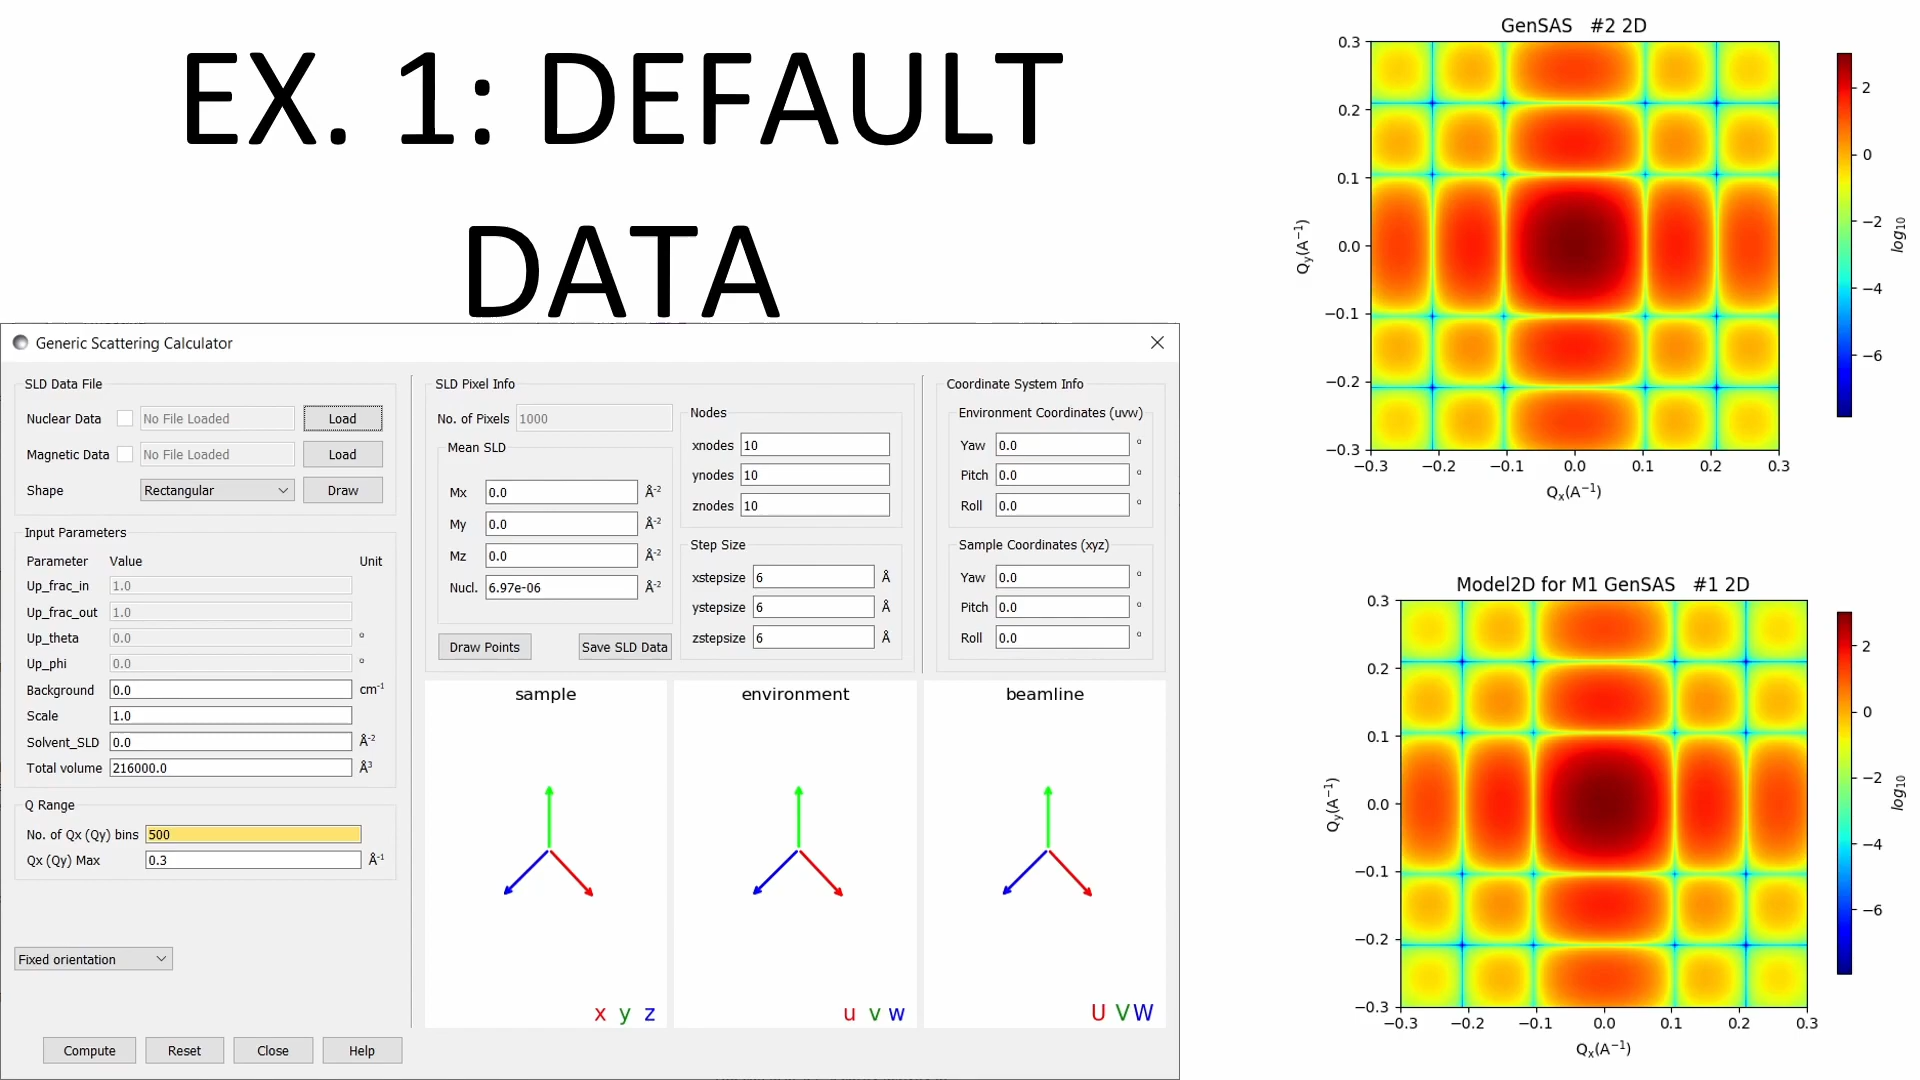 EX. 1: DEFAULT
DATA
Generic Scattering Calculator
SLD Data File
Nuclear Data No File Loaded Load
Magnetic Data No File Loaded Load
Shape Rectangular Draw
Input Parameters
Parameter Value Unit
Up_frac_in 1.0
Up_frac_out 1.0
Up_theta 0.0 º
Up_phi 0.0 º
Background 0.0 cm⁻¹
Scale 1.0
Solvent_SLD 0.0 Å⁻²
Total volume 216000.0 Å³
Q Range
No. of Qx (Qy) bins 500
Qx (Qy) Max 0.3 Å⁻¹
Fixed orientation
Compute Reset Close Help
SLD Pixel Info
No. of Pixels 1000
Mean SLD
Mx 0.0 Å⁻²
My 0.0 Å⁻²
Mz 0.0 Å⁻²
Nucl. 6.97e-06 Å⁻²
Draw Points Save SLD Data
Nodes
xnodes 10
ynodes 10
znodes 10
Step Size
xstepsize 6 Å
ystepsize 6 Å
zstepsize 6 Å
Coordinate System Info
Environment Coordinates (uvw)
Yaw 0.0 º
Pitch 0.0 º
Roll 0.0 º
Sample Coordinates (xyz)
Yaw 0.0 º
Pitch 0.0 º
Roll 0.0 º
sample
x y z
environment
u v w
beamline
U V W
GenSAS #2 2D
0.3
0.2
0.1
0.0
−0.1
−0.2
−0.3
Qy(A⁻¹)
−0.3 −0.2 −0.1 0.0 0.1 0.2 0.3
Qx(A⁻¹)
2
0
−2
−4
−6
log10
Model2D for M1 GenSAS #1 2D
0.3
0.2
0.1
0.0
−0.1
−0.2
−0.3
Qy(A⁻¹)
−0.3 −0.2 −0.1 0.0 0.1 0.2 0.3
Qx(A⁻¹)
2
0
−2
−4
−6
log10